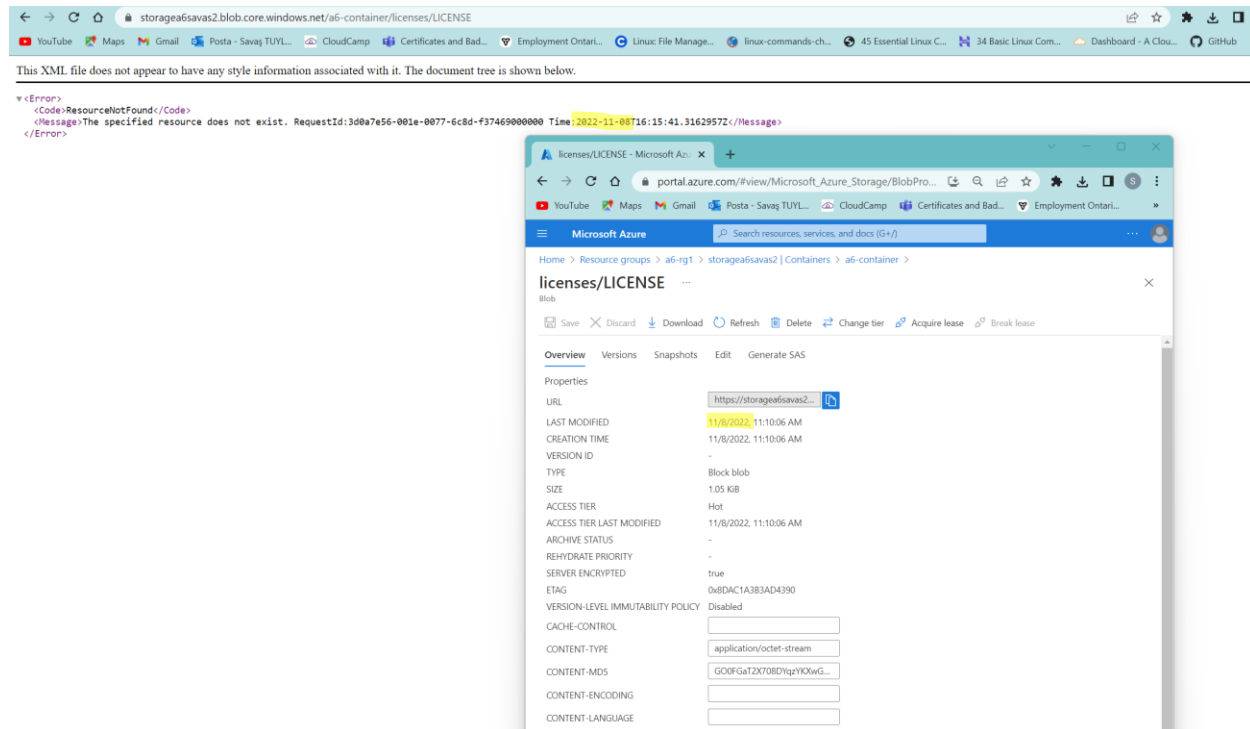 storagea6savas2.blob.core.windows.net/a6-container/licenses/LICENSE
YouTube Maps Gmail Posta - Savaş TUYL... CloudCamp Certificates and Bad... Employment Ontari... Linux: File Manage... linux-commands-ch... 45 Essential Linux C... 34 Basic Linux Com... Dashboard - A Clou... GitHub
This XML file does not appear to have any style information associated with it. The document tree is shown below.
▼<Error>
<Code>ResourceNotFound</Code>
<Message>The specified resource does not exist. RequestId:3d0a7e56-001e-0077-6c8d-f37469000000 Time:2022-11-08T16:15:41.3162957Z</Message>
</Error>
licenses/LICENSE - Microsoft Azu
portal.azure.com/#view/Microsoft_Azure_Storage/BlobPro... S
YouTube Maps Gmail Posta - Savaş TUYL... CloudCamp Certificates and Bad... Employment Ontari... »
Microsoft Azure Search resources, services, and docs (G+/) ...
Home > Resource groups > a6-rg1 > storagea6savas2 | Containers > a6-container >
licenses/LICENSE ...
Blob
Save Discard Download Refresh Delete Change tier Acquire lease Break lease
Overview Versions Snapshots Edit Generate SAS
Properties
URL https://storagea6savas2...
LAST MODIFIED 11/8/2022, 11:10:06 AM
CREATION TIME 11/8/2022, 11:10:06 AM
VERSION ID -
TYPE Block blob
SIZE 1.05 KiB
ACCESS TIER Hot
ACCESS TIER LAST MODIFIED 11/8/2022, 11:10:06 AM
ARCHIVE STATUS -
REHYDRATE PRIORITY -
SERVER ENCRYPTED true
ETAG 0x8DAC1A3B3AD4390
VERSION-LEVEL IMMUTABILITY POLICY Disabled
CACHE-CONTROL
CONTENT-TYPE application/octet-stream
CONTENT-MD5 GO0FGaT2X708DYqzYKXwG...
CONTENT-ENCODING
CONTENT-LANGUAGE